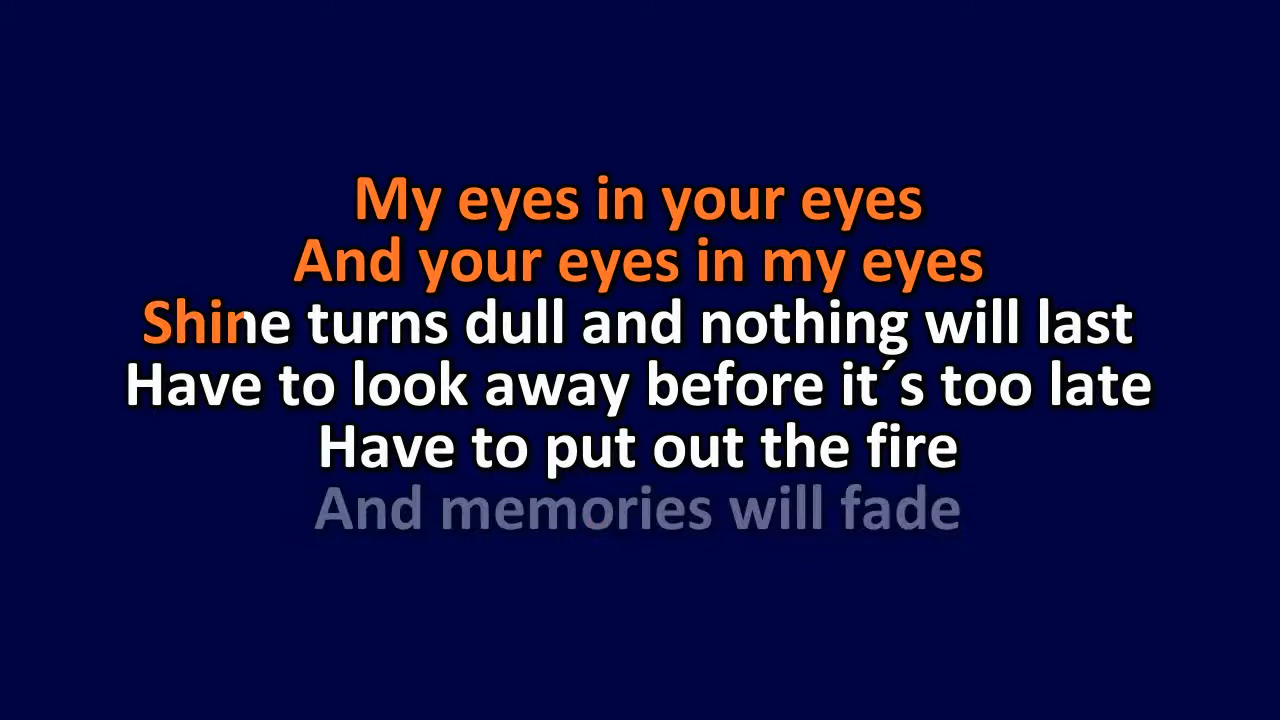 My eyes in your eyes
And your eyes in my eyes
Shine turns dull and nothing will last
Have to look away before it´s too late
Have to put out the fire
And memories will fade